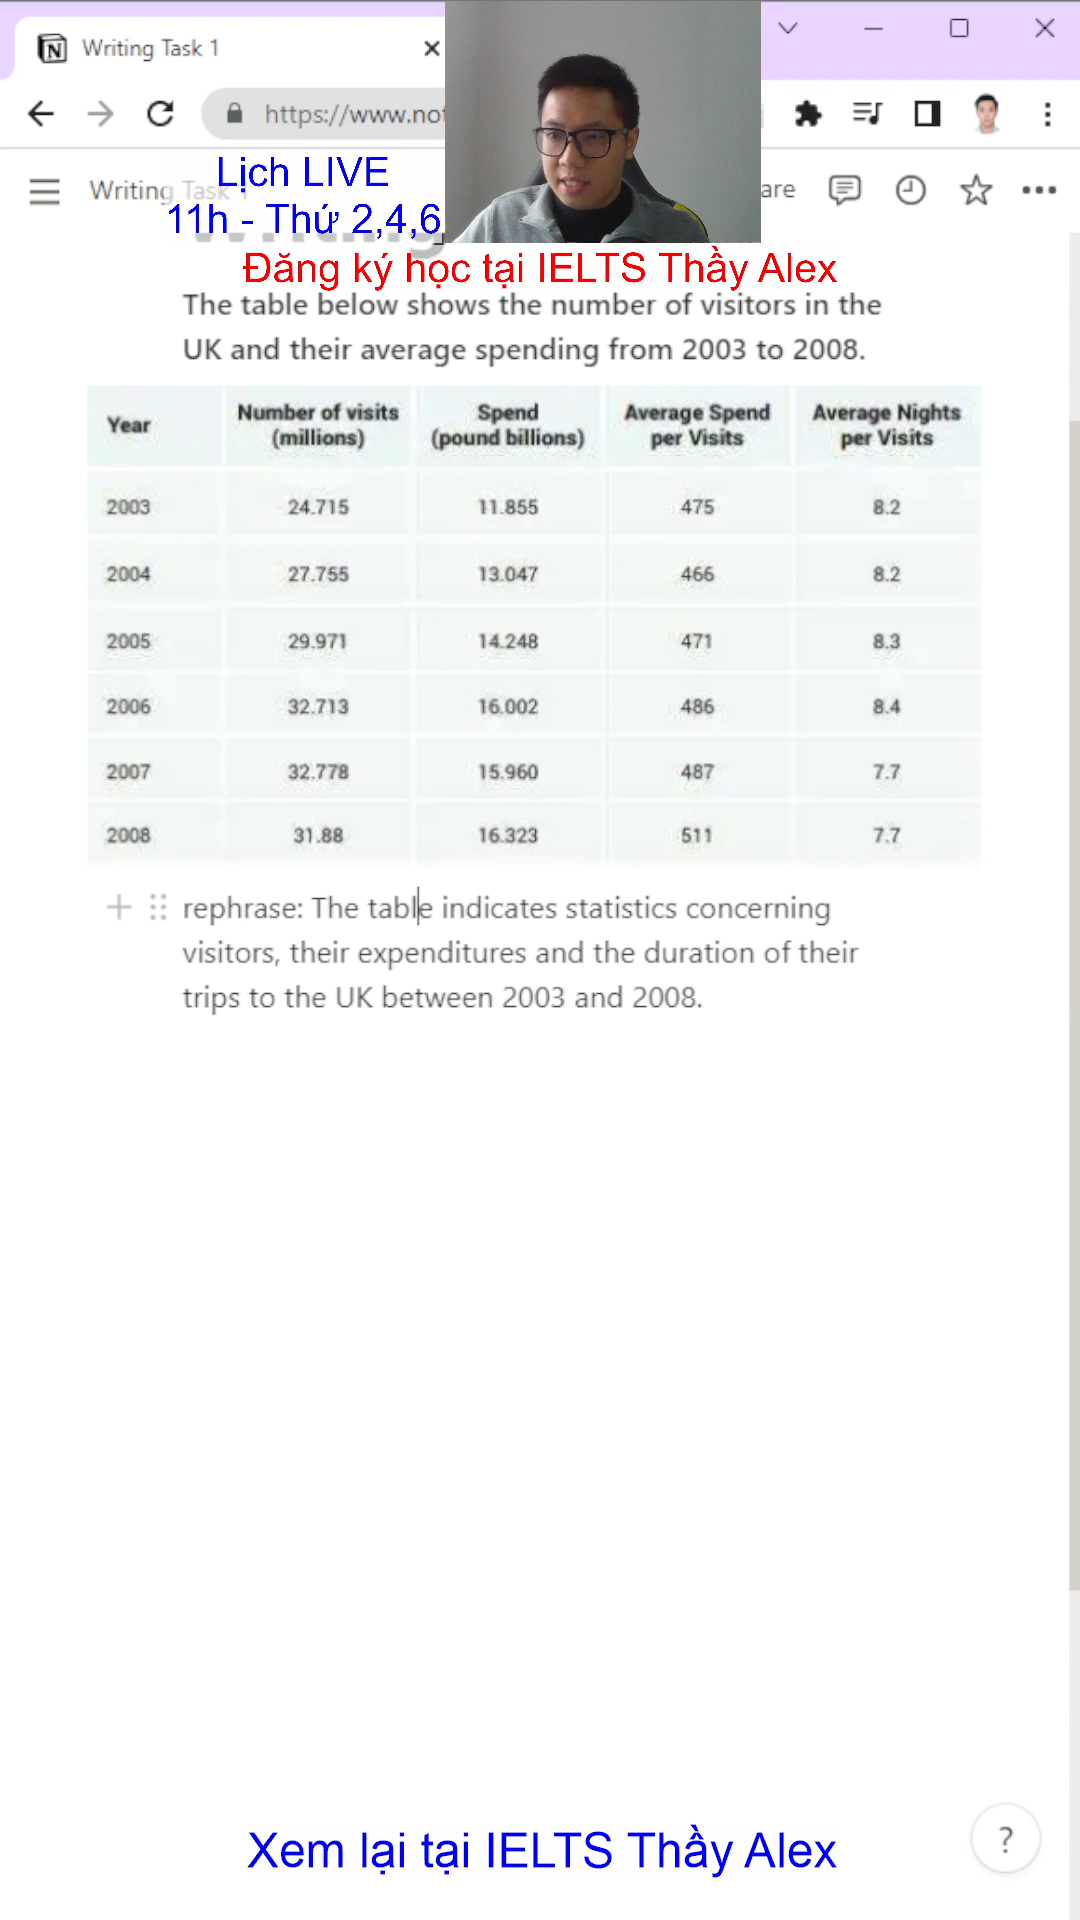 Writing Task 1
https://www.not
Lịch LIVE
Writing Task
are
11h - Thứ 2,4,6
Đăng ký học tại IELTS Thầy Alex
The table below shows the number of visitors in the
UK and their average spending from 2003 to 2008.
Year Number of visits (millions) Spend (pound billions) Average Spend per Visits Average Nights per Visits
2003 24.715 11.855 475 8.2
2004 27.755 13.047 466 8.2
2005 29.971 14.248 471 8.3
2006 32.713 16.002 486 8.4
2007 32.778 15.960 487 7.7
2008 31.88 16.323 511 7.7
rephrase: The table indicates statistics concerning
visitors, their expenditures and the duration of their
trips to the UK between 2003 and 2008.
Xem lại tại IELTS Thầy Alex
?